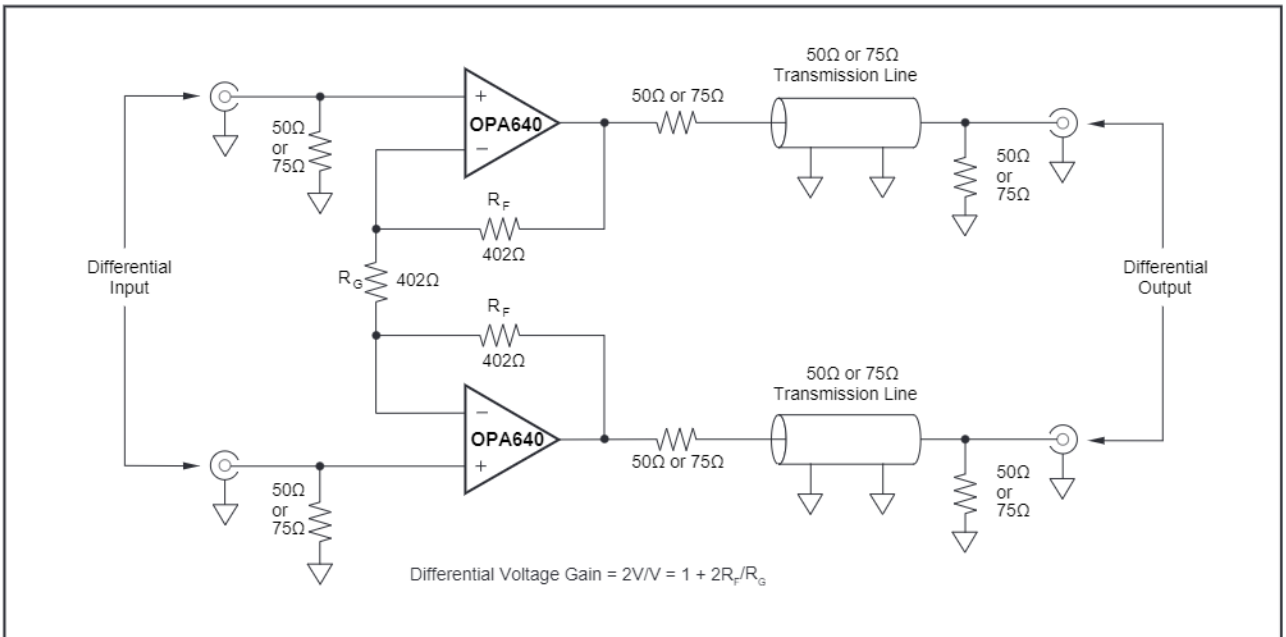 50Ω or 75Ω
Transmission Line
50Ω or 75Ω
+
OPA640
−
50Ω
or
75Ω
50Ω
or
75Ω
R_F
402Ω
Differential
Input
R_G
402Ω
Differential
Output
R_F
402Ω
50Ω or 75Ω
Transmission Line
−
OPA640
+
50Ω or 75Ω
50Ω
or
75Ω
50Ω
or
75Ω
Differential Voltage Gain = 2V/V = 1 + 2R_F/R_G